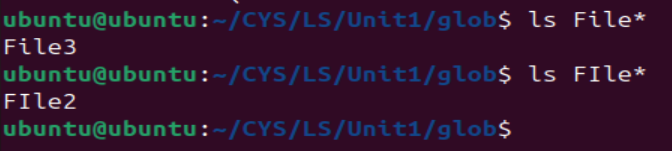 ubuntu@ubuntu:~/CYS/LS/Unit1/glob$ ls File*
File3
ubuntu@ubuntu:~/CYS/LS/Unit1/glob$ ls FIle*
FIle2
ubuntu@ubuntu:~/CYS/LS/Unit1/glob$